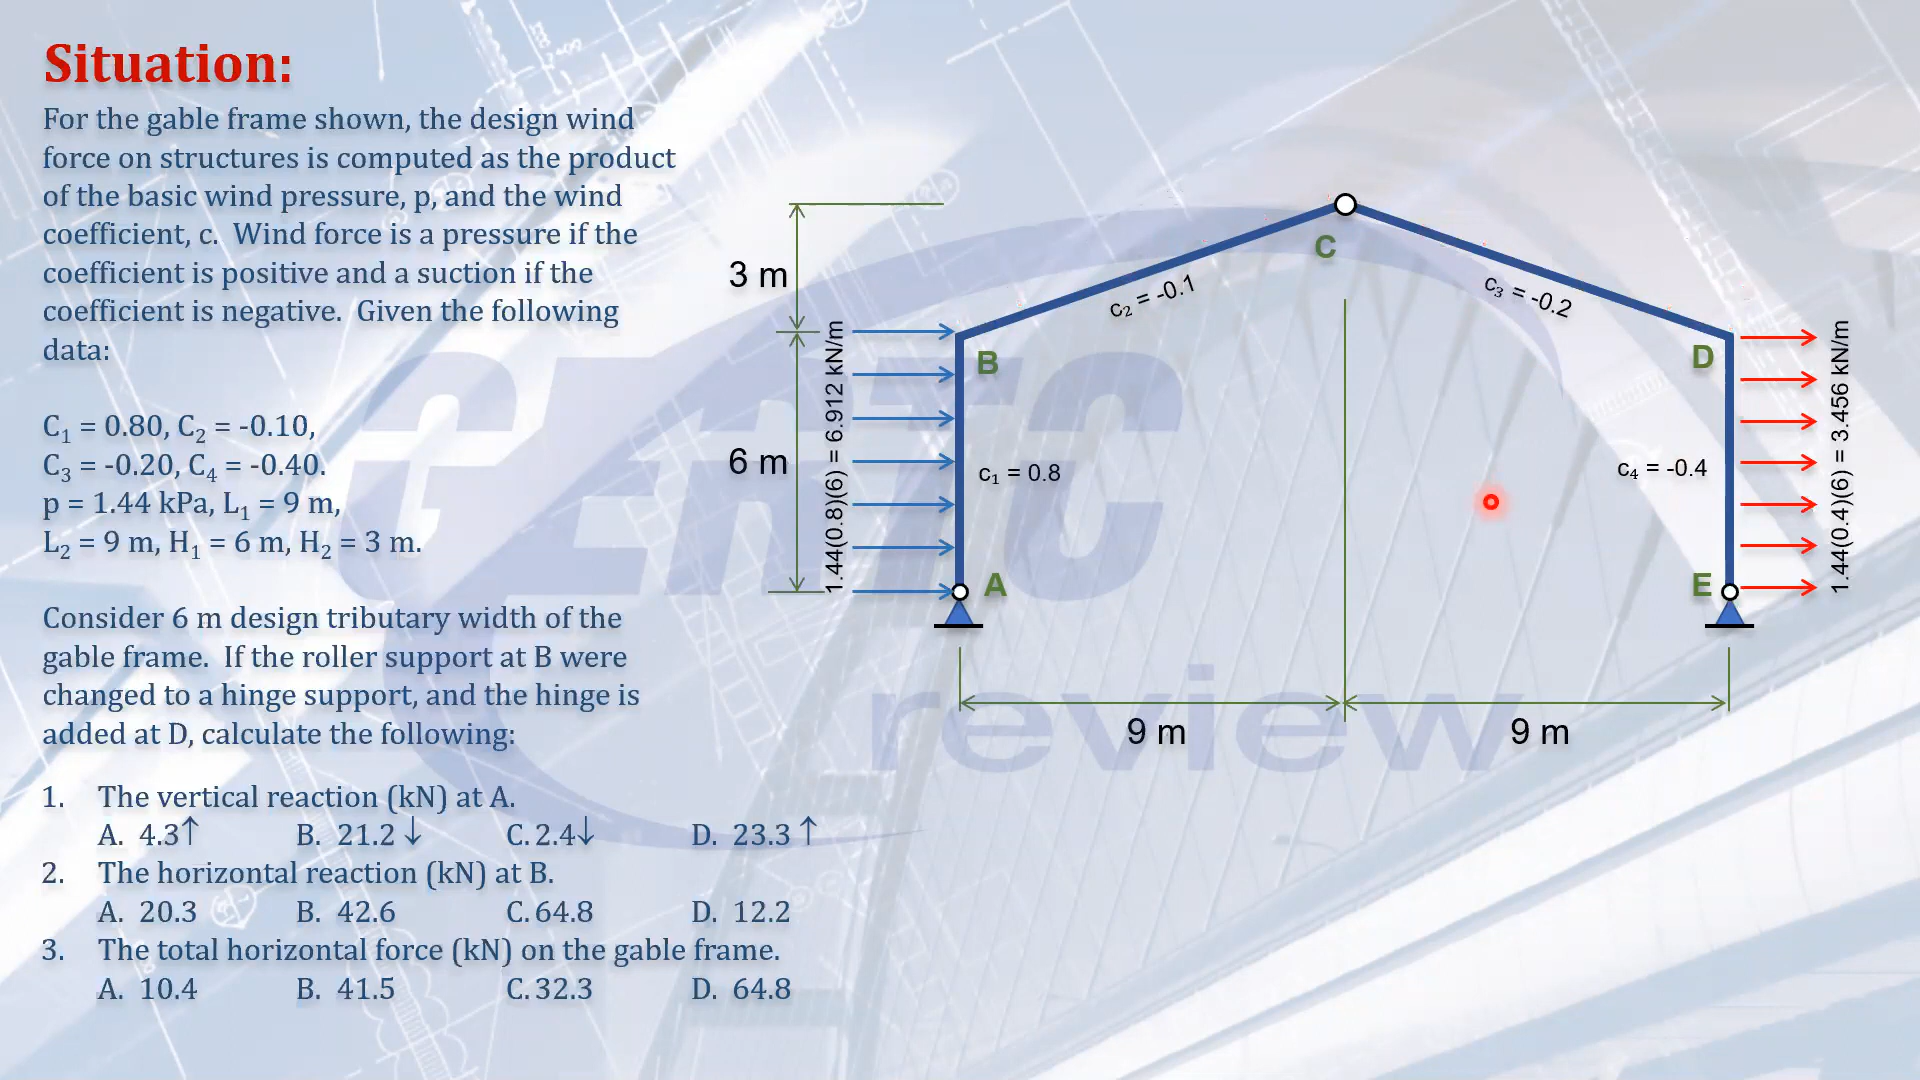 Situation:
For the gable frame shown, the design wind
force on structures is computed as the product
of the basic wind pressure, p, and the wind
coefficient, c.  Wind force is a pressure if the
coefficient is positive and a suction if the
coefficient is negative.  Given the following
data:
C₁ = 0.80, C₂ = -0.10,
C₃ = -0.20, C₄ = -0.40.
p = 1.44 kPa, L₁ = 9 m,
L₂ = 9 m, H₁ = 6 m, H₂ = 3 m.
Consider 6 m design tributary width of the
gable frame.  If the roller support at B were
changed to a hinge support, and the hinge is
added at D, calculate the following:
1. The vertical reaction (kN) at A.
A. 4.3↑ B. 21.2 ↓ C. 2.4↓ D. 23.3 ↑
2. The horizontal reaction (kN) at B.
A. 20.3 B. 42.6 C. 64.8 D. 12.2
3. The total horizontal force (kN) on the gable frame.
A. 10.4 B. 41.5 C. 32.3 D. 64.8
3 m
6 m
1.44(0.8)(6) = 6.912 kN/m
C
c₂ = -0.1
c₃ = -0.2
B
D
c₁ = 0.8
c₄ = -0.4
A
E
1.44(0.4)(6) = 3.456 kN/m
9 m
9 m
GERTC
review